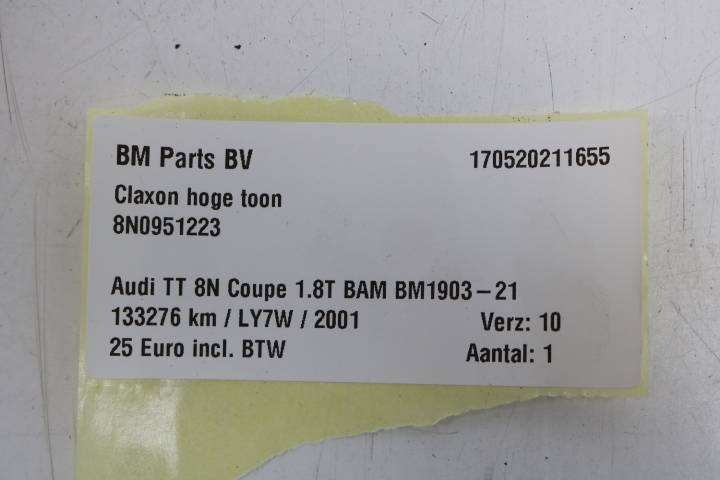 BM Parts BV 170520211655
Claxon hoge toon
8N0951223
Audi TT 8N Coupe 1.8T BAM BM1903-21
133276 km / LY7W / 2001 Verz: 10
25 Euro incl. BTW Aantal: 1